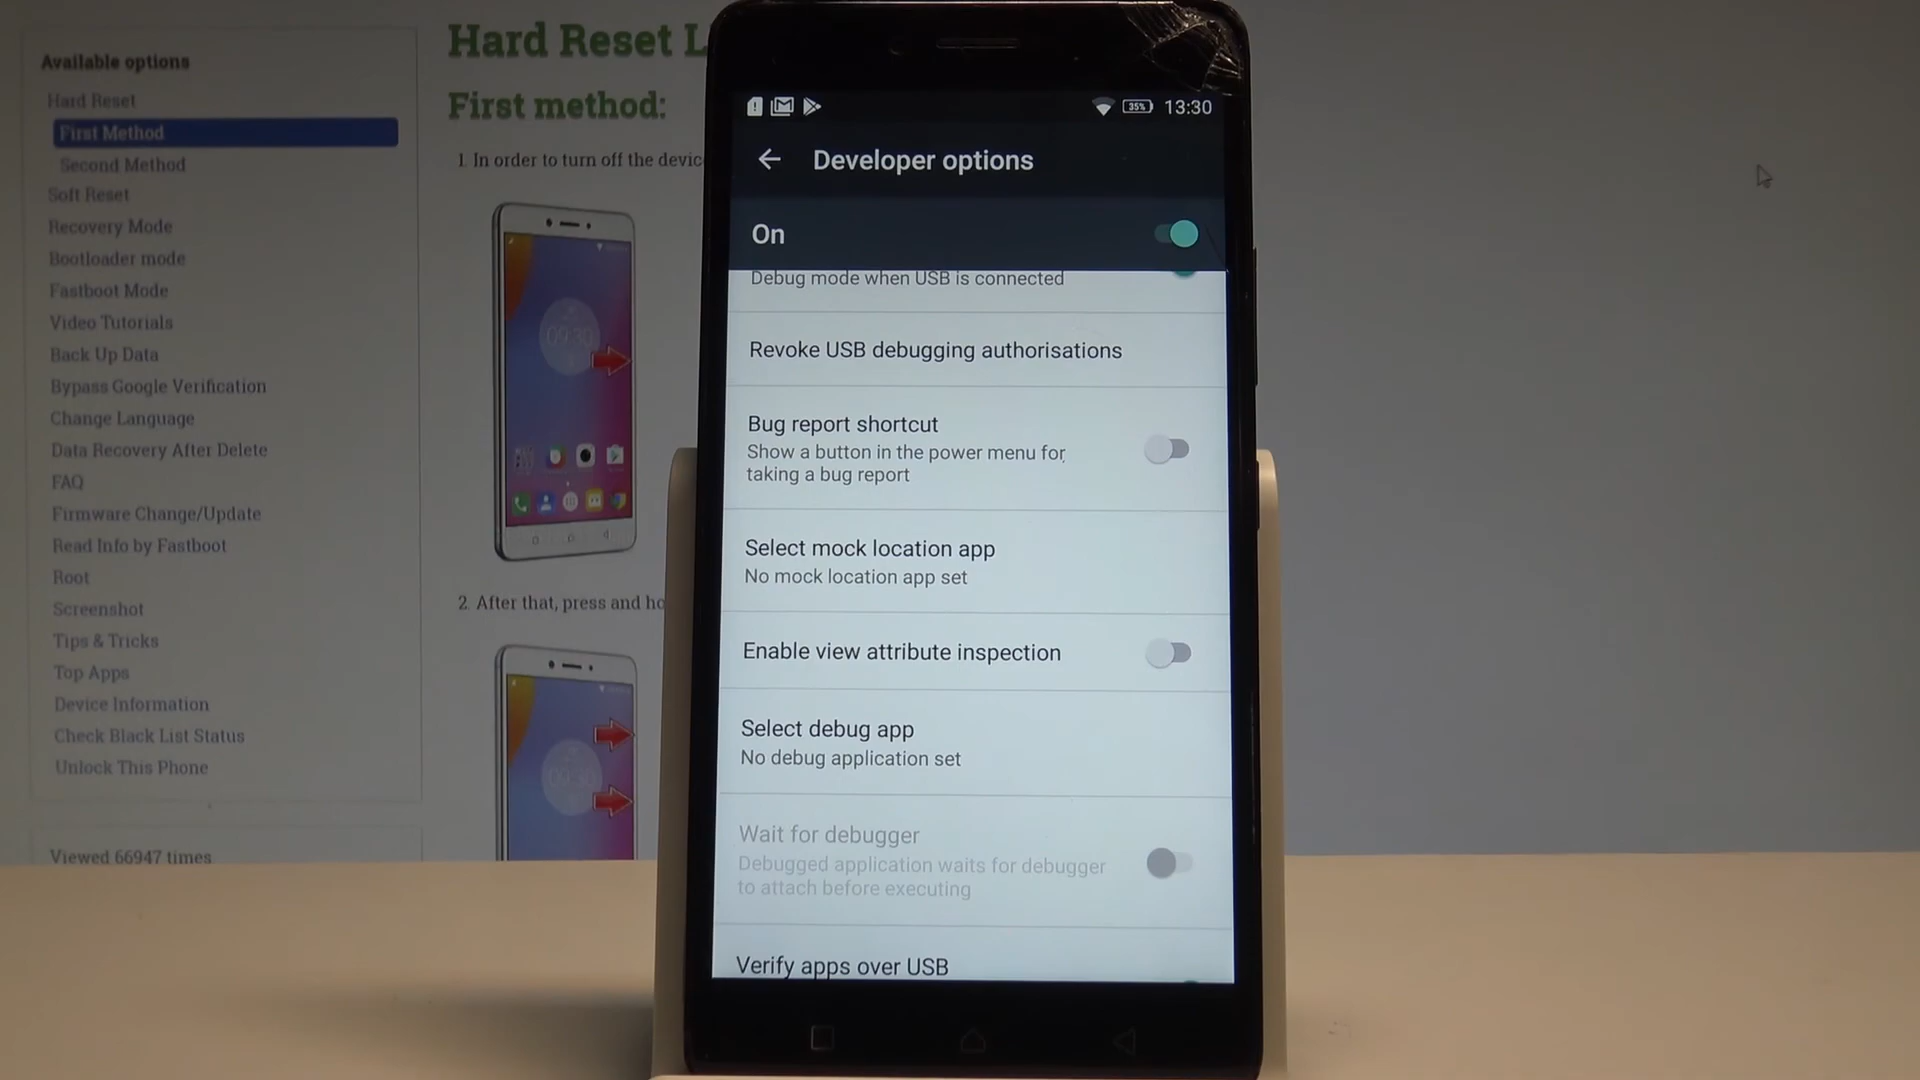 Available options
Hard Reset
First Method
Second Method
Soft Reset
Recovery Mode
Bootloader mode
Fastboot Mode
Video Tutorials
Back Up Data
Bypass Google Verification
Change Language
Data Recovery After Delete
FAQ
Firmware Change/Update
Read Info by Fastboot
Root
Screenshot
Tips & Tricks
Top Apps
Device Information
Check Black List Status
Unlock This Phone
Viewed 66947 times
Hard Reset L
First method:
1. In order to turn off the devic
09:30
2. After that, press and ho
09:30
35%
13:30
Developer options
On
Debug mode when USB is connected
Revoke USB debugging authorisations
Bug report shortcut
Show a button in the power menu for
taking a bug report
Select mock location app
No mock location app set
Enable view attribute inspection
Select debug app
No debug application set
Wait for debugger
Debugged application waits for debugger
to attach before executing
Verify apps over USB